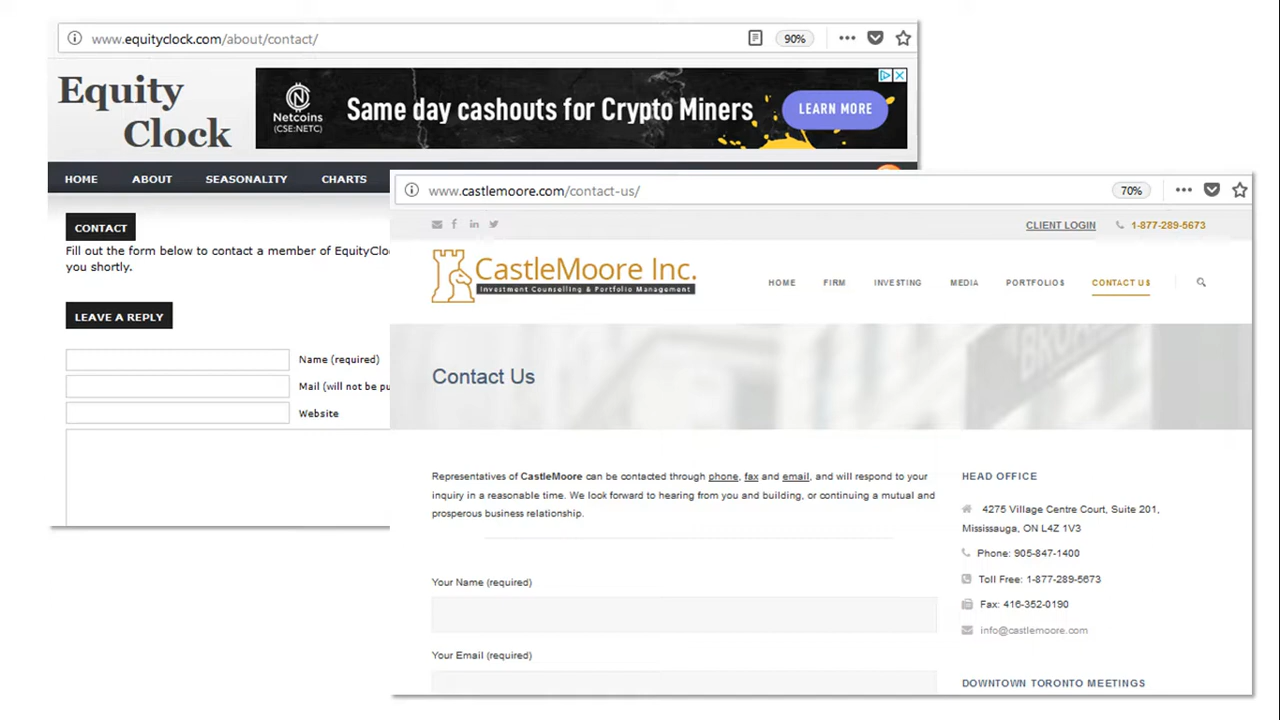 www.equityclock.com/about/contact/
90%
Equity
Clock
Netcoins
(CSE:NETC)
Same day cashouts for Crypto Miners
LEARN MORE
HOME ABOUT SEASONALITY CHARTS
CONTACT
Fill out the form below to contact a member of EquityClo
you shortly.
LEAVE A REPLY
Name (required)
Mail (will not be pu
Website
www.castlemoore.com/contact-us/
70%
CLIENT LOGIN 1-877-289-5673
CastleMoore Inc.
Investment Counselling & Portfolio Management
HOME FIRM INVESTING MEDIA PORTFOLIOS CONTACT US
Contact Us
Representatives of CastleMoore can be contacted through phone, fax and email, and will respond to your
inquiry in a reasonable time. We look forward to hearing from you and building, or continuing a mutual and
prosperous business relationship.
Your Name (required)
Your Email (required)
HEAD OFFICE
4275 Village Centre Court, Suite 201,
Mississauga, ON L4Z 1V3
Phone: 905-847-1400
Toll Free: 1-877-289-5673
Fax: 416-352-0190
info@castlemoore.com
DOWNTOWN TORONTO MEETINGS